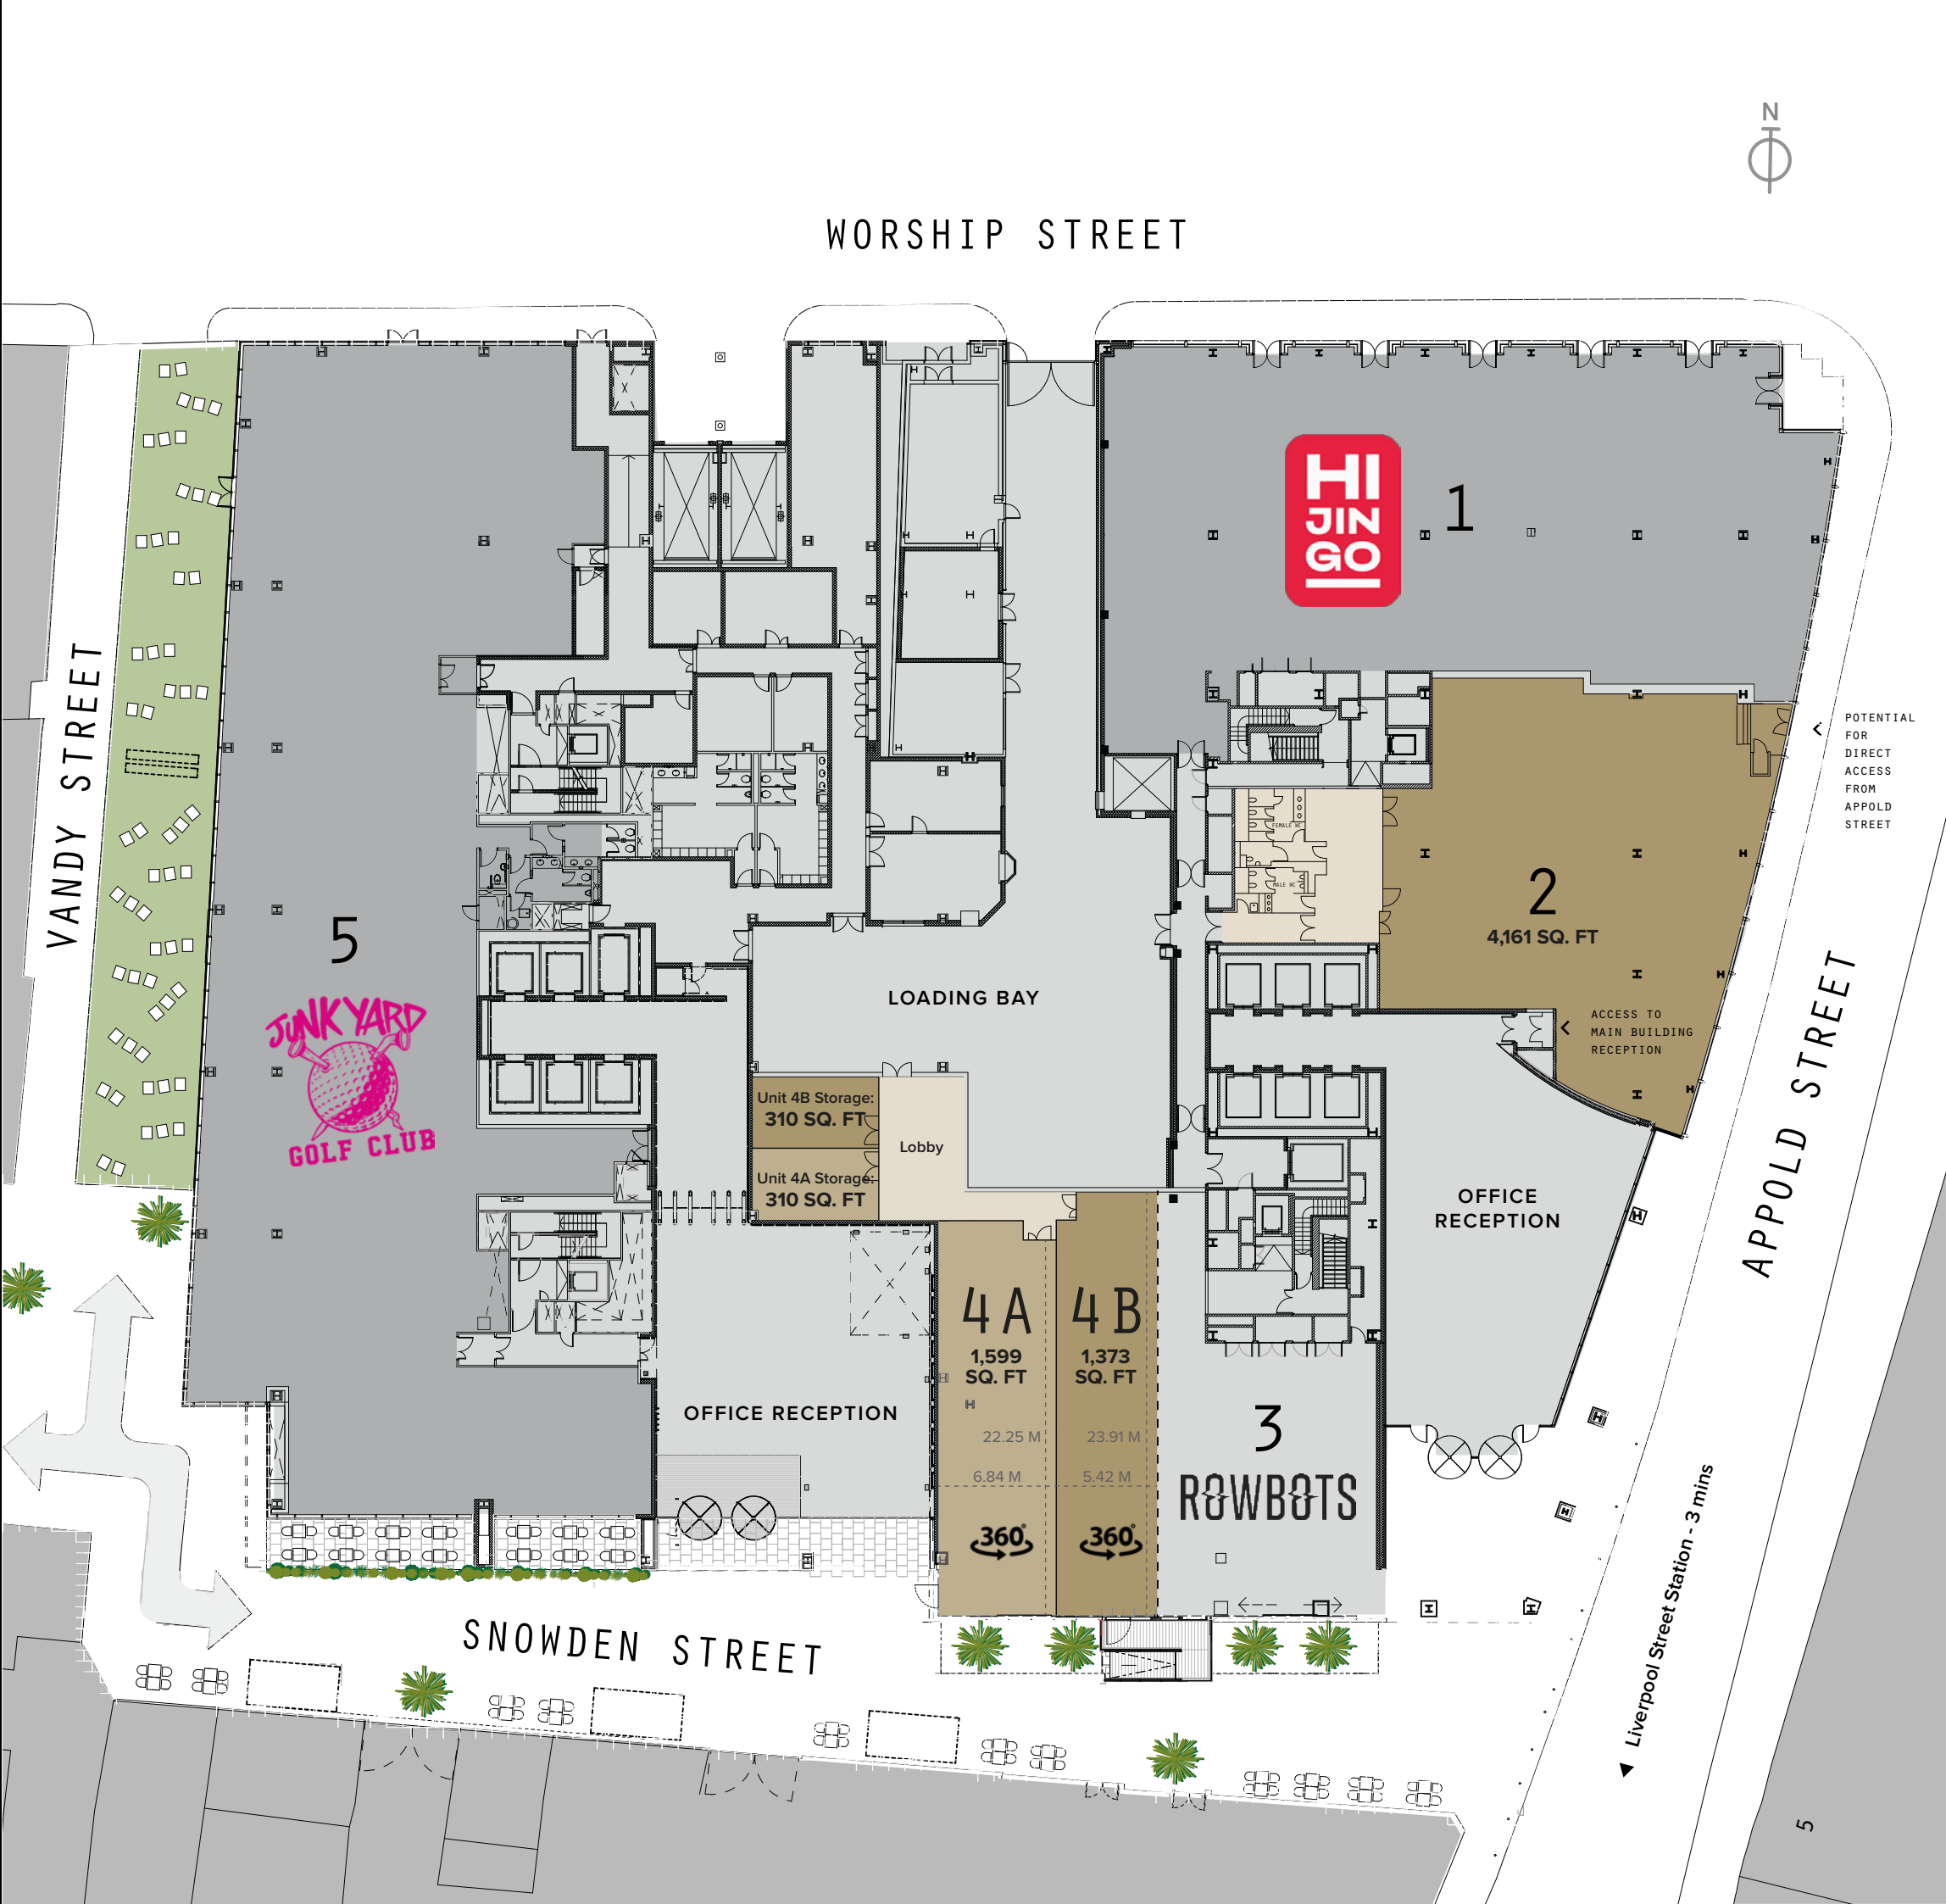 N
WORSHIP STREET
HI
JIN
GO
1
POTENTIAL
FOR
DIRECT
ACCESS
FROM
APPOLD
STREET
VANDY STREET
FEMALE WC
MALE WC
2
4,161 SQ. FT
5
JUNKYARD
GOLF CLUB
LOADING BAY
ACCESS TO
MAIN BUILDING
RECEPTION
APPOLD STREET
Unit 4B Storage:
310 SQ. FT
Lobby
Unit 4A Storage:
310 SQ. FT
OFFICE
RECEPTION
4A
1,599
SQ. FT
22.25 M
6.84 M
360°
4B
1,373
SQ. FT
23.91 M
5.42 M
360°
OFFICE RECEPTION
3
ROWBOTS
SNOWDEN STREET
Liverpool Street Station - 3 mins
5